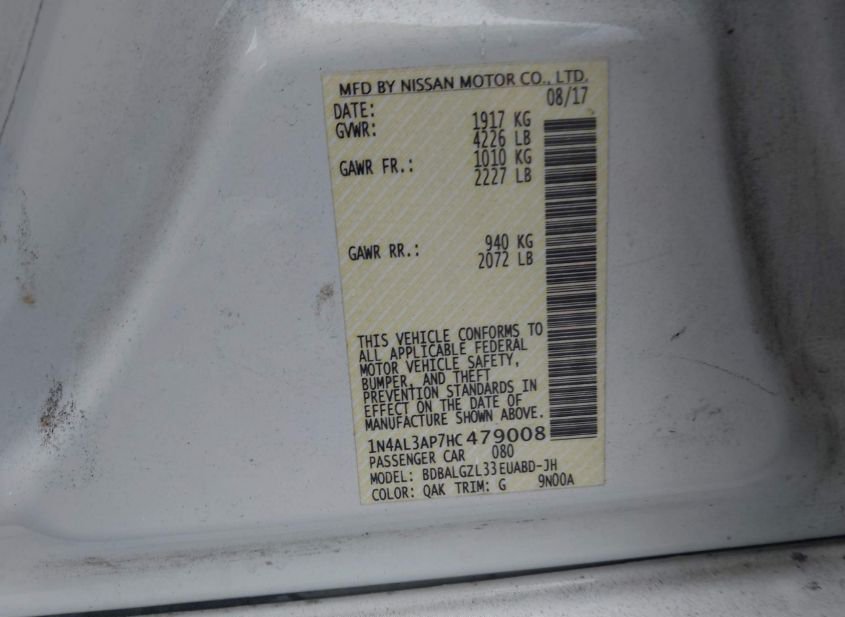 MFD BY NISSAN MOTOR CO., LTD.
DATE: 08/17
GVWR: 1917 KG
4226 LB
GAWR FR.: 1010 KG
2227 LB
GAWR RR.: 940 KG
2072 LB
THIS VEHICLE CONFORMS TO
ALL APPLICABLE FEDERAL
MOTOR VEHICLE SAFETY,
BUMPER, AND THEFT
PREVENTION STANDARDS IN
EFFECT ON THE DATE OF
MANUFACTURE SHOWN ABOVE.
1N4AL3AP7HC479008
PASSENGER CAR 080
MODEL: BDBALGZL33EUABD-JH
COLOR: QAK TRIM: G 9N00A